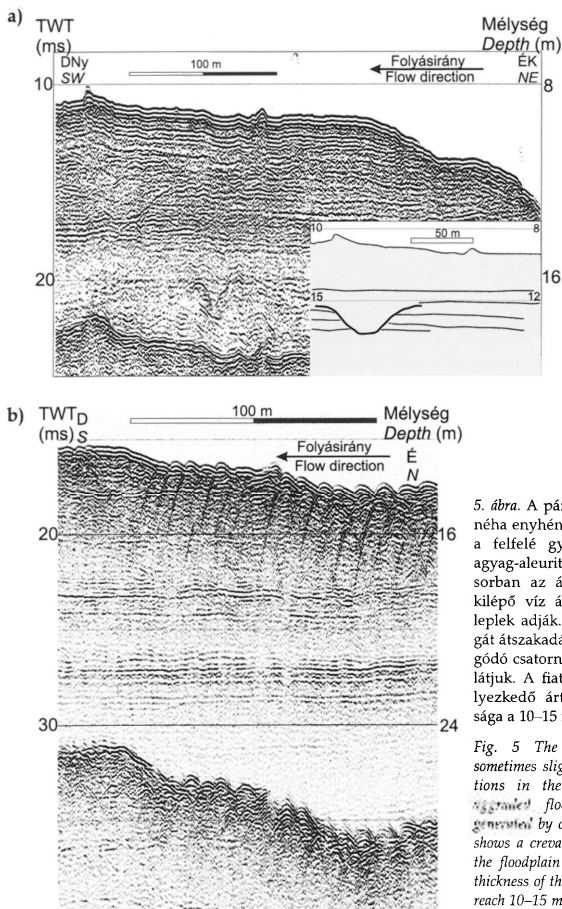 a)
TWT
(ms)
Mélység
Depth (m)
DNy
SW
100 m
Folyásirány
Flow direction
ÉK
NE
10
8
10
8
50 m
20
16
15
12
b)
TWT
(ms)
D
S
100 m
Mélység
Depth (m)
Folyásirány
Flow direction
É
N
20
16
30
24
5. ábra. A pá
néha enyhén
a felfelé gy
agyag-aleurit
sorban az á
kilépő víz á
leplek adják.
gát átszakadá
gódó csatorn
látjuk. A fiat
lyezkedő árt
sága a 10–15
Fig. 5 The
sometimes slig
tions in the
aggraded flo
generated by c
shows a creva
the floodplain
thickness of th
reach 10–15 m